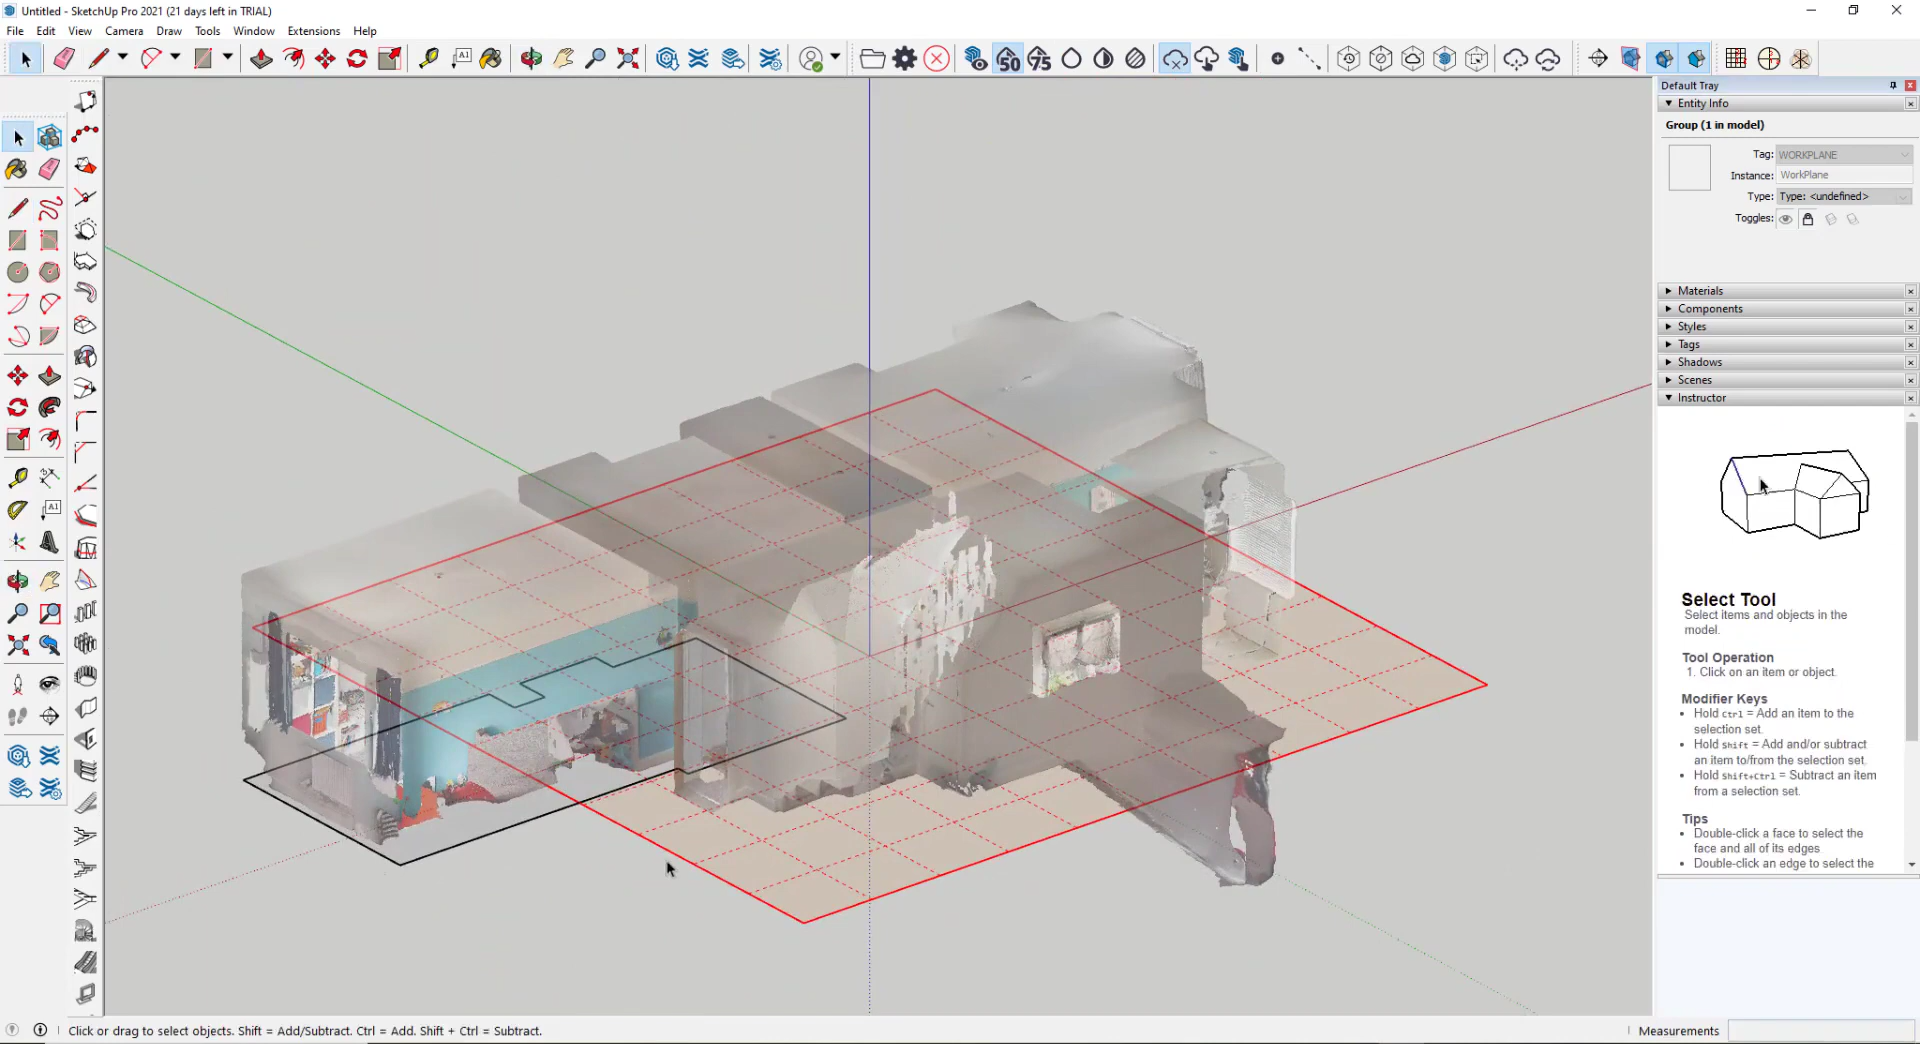 Untitled - SketchUp Pro 2021 (21 days left in TRIAL)
File Edit View Camera Draw Tools Window Extensions Help
A1
50
75
Default Tray
Entity Info
Group (1 in model)
Tag: WORKPLANE
Instance: WorkPlane
Type: Type: <undefined>
Toggles:
Materials
Components
Styles
Tags
Shadows
Scenes
Instructor
A1
Select Tool
Select items and objects in the
model.
Tool Operation
1. Click on an item or object.
Modifier Keys
• Hold ctrl = Add an item to the
selection set.
• Hold Shift = Add and/or subtract
an item to/from the selection set.
• Hold Shift+Ctrl = Subtract an item
from a selection set.
Tips
• Double-click a face to select the
face and all of its edges
• Double-click an edge to select the
Click or drag to select objects. Shift = Add/Subtract. Ctrl = Add. Shift + Ctrl = Subtract.
Measurements